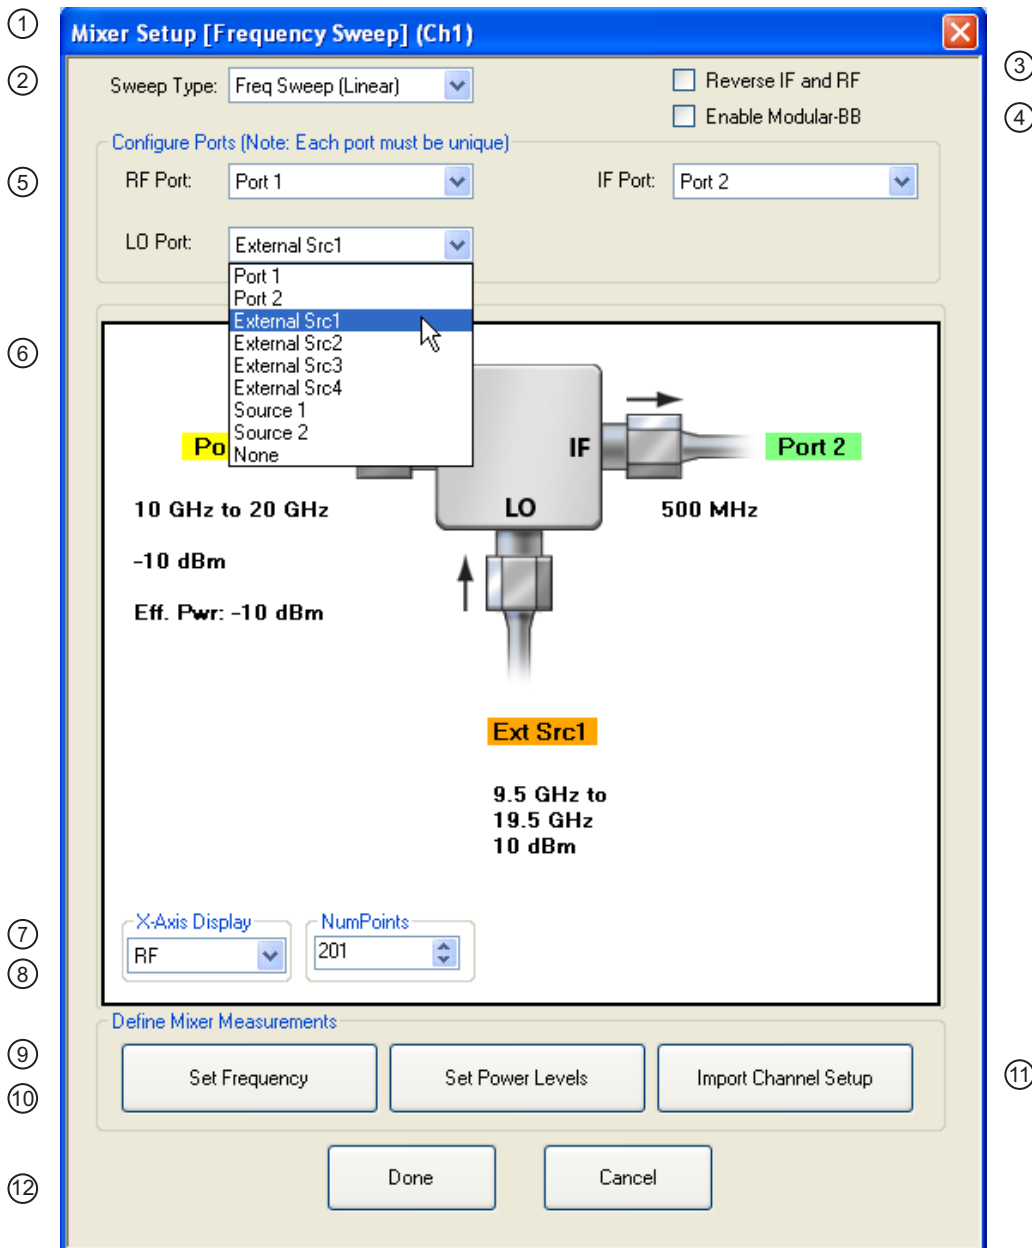 ①
Mixer Setup [Frequency Sweep] (Ch1)
②
Sweep Type: Freq Sweep (Linear)
Reverse IF and RF
③
Enable Modular-BB
④
Configure Ports (Note: Each port must be unique)
⑤
RF Port: Port 1
IF Port: Port 2
LO Port: External Src1
Port 1
Port 2
External Src1
External Src2
External Src3
External Src4
Source 1
Source 2
None
⑥
Po
IF
Port 2
10 GHz to 20 GHz
LO
500 MHz
-10 dBm
Eff. Pwr: -10 dBm
Ext Src1
9.5 GHz to
19.5 GHz
10 dBm
⑦
X-Axis Display
NumPoints
RF
201
⑧
Define Mixer Measurements
⑨
Set Frequency
Set Power Levels
Import Channel Setup
⑩
⑪
Done
Cancel
⑫